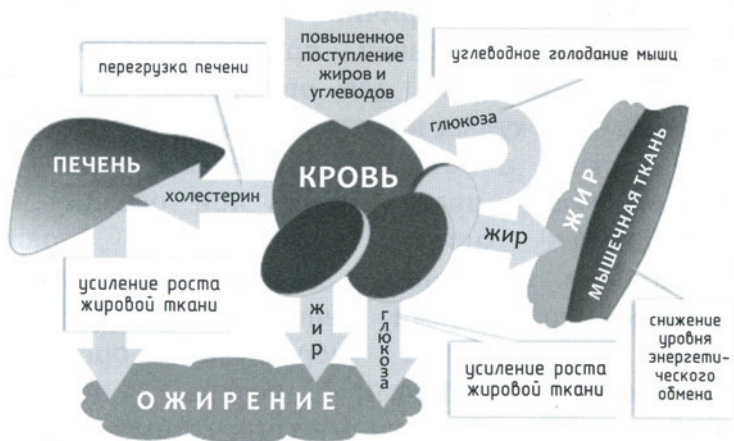 повышенное
поступление
жиров и
углеводов
перегрузка печени
углеводное голодание мышц
глюкоза
ПЕЧЕНЬ
КРОВЬ
холестерин
жир
ЖИР
МЫШЕЧНАЯ ТКАНЬ
усиление роста
жировой ткани
жир
глюкоза
усиление роста
жировой ткани
снижение
уровня
энергети-
ческого
обмена
ОЖИРЕНИЕ